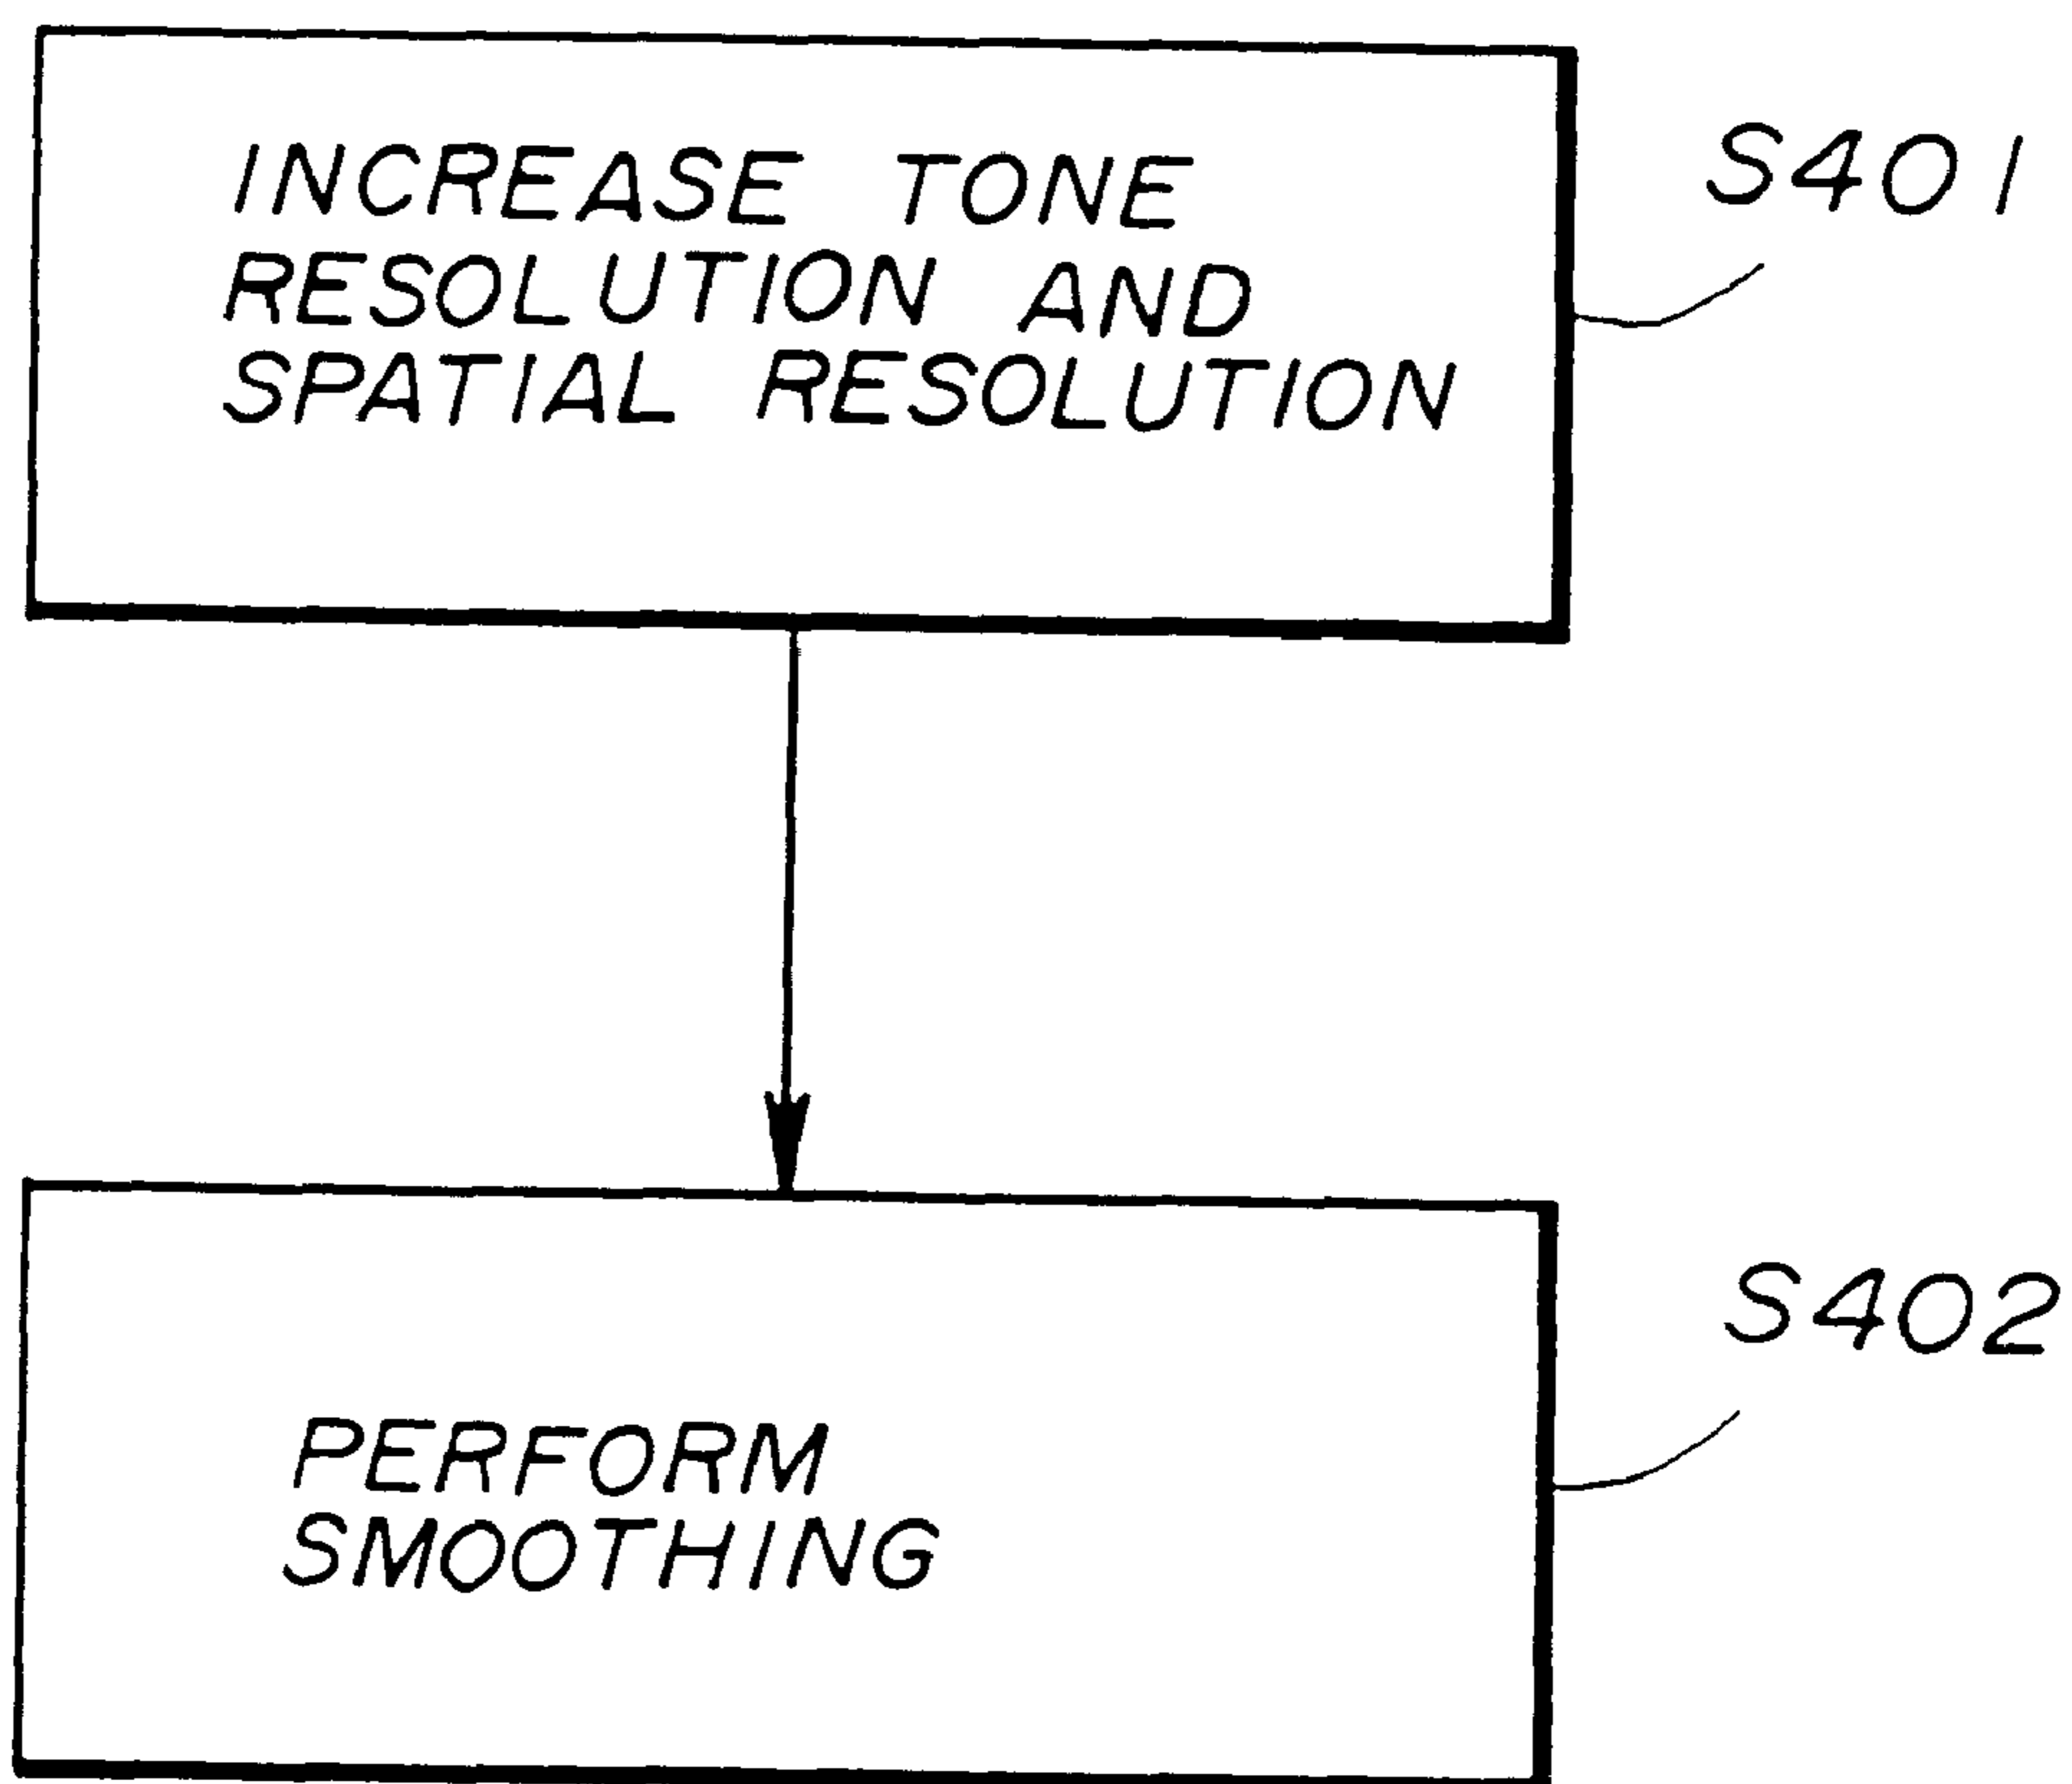 INCREASE TONE
RESOLUTION AND
SPATIAL RESOLUTION
S401
PERFORM
SMOOTHING
S402